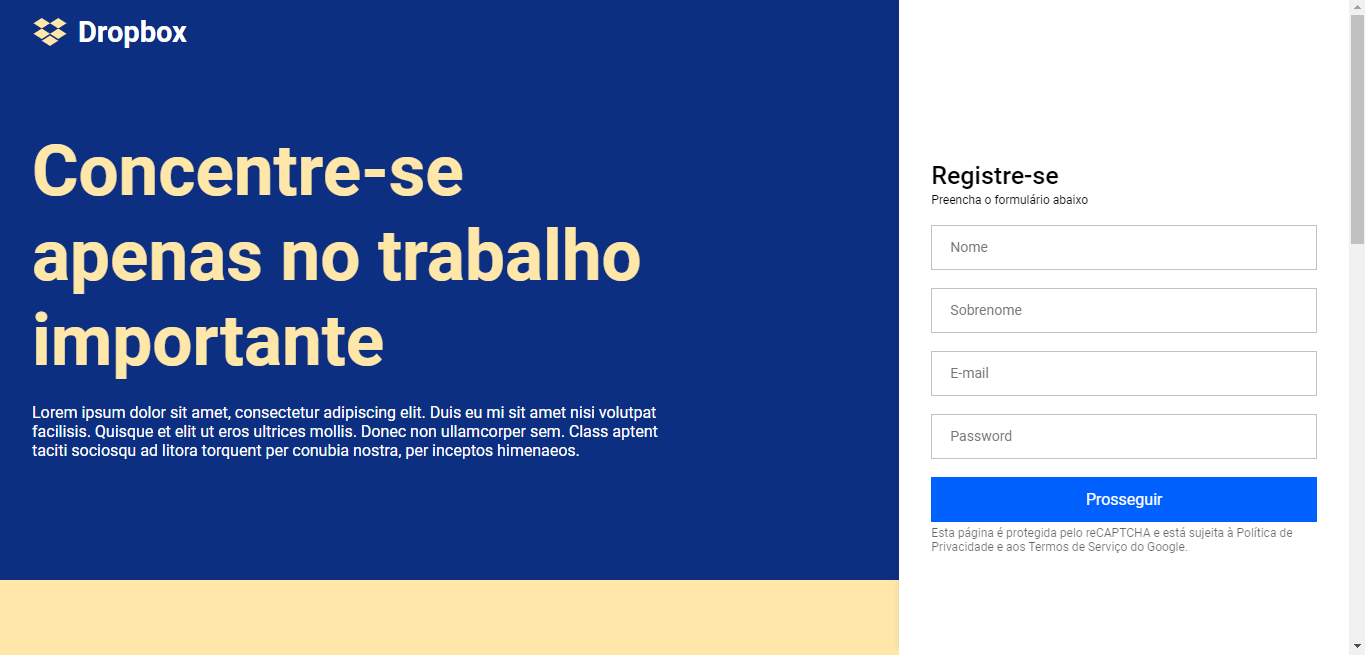 Dropbox
Concentre-se
apenas no trabalho
importante
Lorem ipsum dolor sit amet, consectetur adipiscing elit. Duis eu mi sit amet nisi volutpat
facilisis. Quisque et elit ut eros ultrices mollis. Donec non ullamcorper sem. Class aptent
taciti sociosqu ad litora torquent per conubia nostra, per inceptos himenaeos.
Registre-se
Preencha o formulário abaixo
Nome
Sobrenome
E-mail
Password
Prosseguir
Esta página é protegida pelo reCAPTCHA e está sujeita à Política de
Privacidade e aos Termos de Serviço do Google.